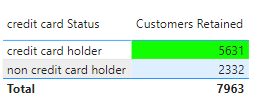 credit card Status Customers Retained
credit card holder 5631
non credit card holder 2332
Total 7963